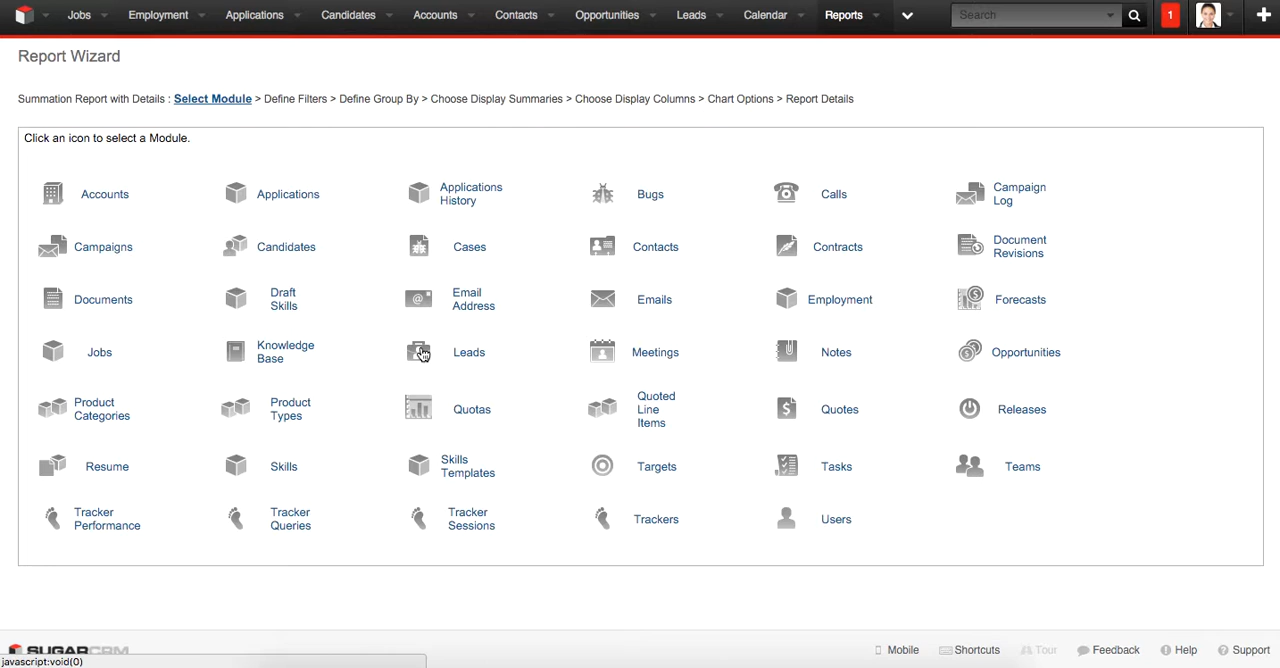 Jobs Employment Applications Candidates Accounts Contacts Opportunities Leads Calendar Reports Search 1
Report Wizard
Summation Report with Details : Select Module > Define Filters > Define Group By > Choose Display Summaries > Choose Display Columns > Chart Options > Report Details
Click an icon to select a Module.
Accounts
Applications
Applications
History
Bugs
Calls
Campaign
Log
Campaigns
Candidates
Cases
Contacts
Contracts
Document
Revisions
Documents
Draft
Skills
Email
Address
Emails
Employment
Forecasts
Jobs
Knowledge
Base
Leads
Meetings
Notes
Opportunities
Product
Categories
Product
Types
Quotas
Quoted
Line
Items
Quotes
Releases
Resume
Skills
Skills
Templates
Targets
Tasks
Teams
Tracker
Performance
Tracker
Queries
Tracker
Sessions
Trackers
Users
SUGARCRM
Mobile Shortcuts Tour Feedback Help Support
javascript:void(0)